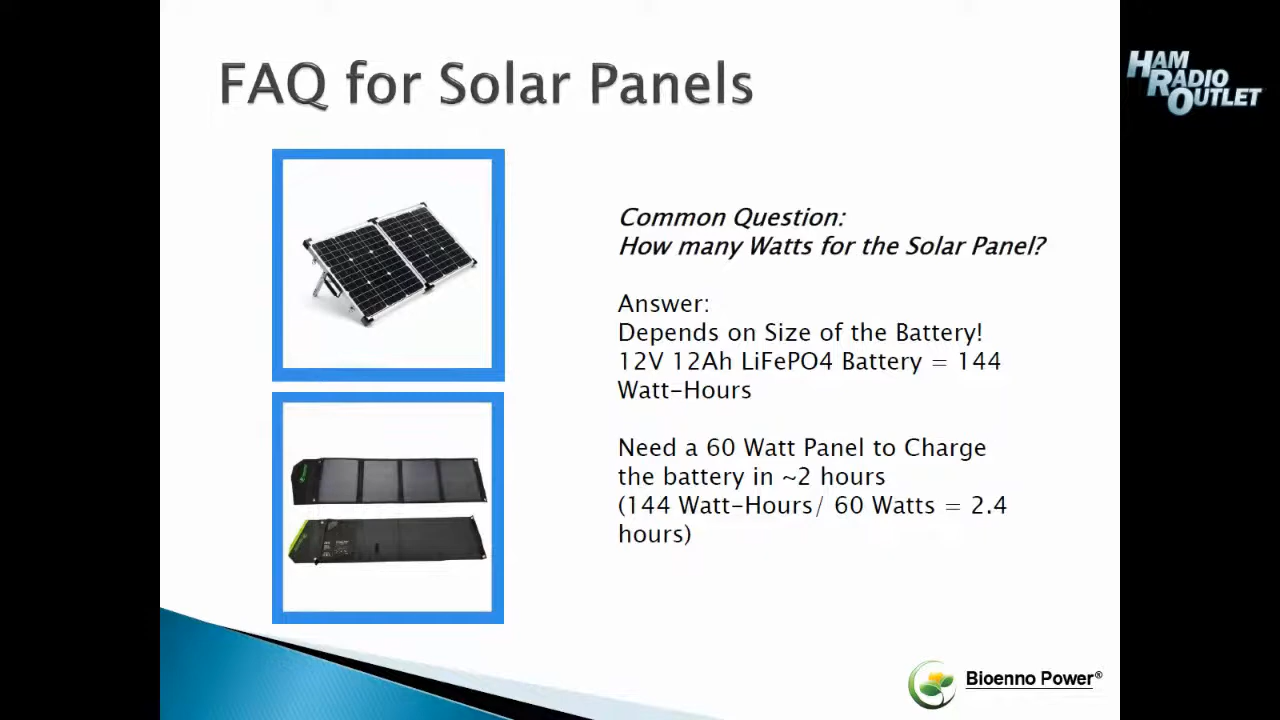 FAQ for Solar Panels
HAM
RADIO
OUTLET
Common Question:
How many Watts for the Solar Panel?
Answer:
Depends on Size of the Battery!
12V 12Ah LiFePO4 Battery = 144
Watt-Hours
Need a 60 Watt Panel to Charge
the battery in ~2 hours
(144 Watt-Hours/ 60 Watts = 2.4
hours)
Bioenno Power®